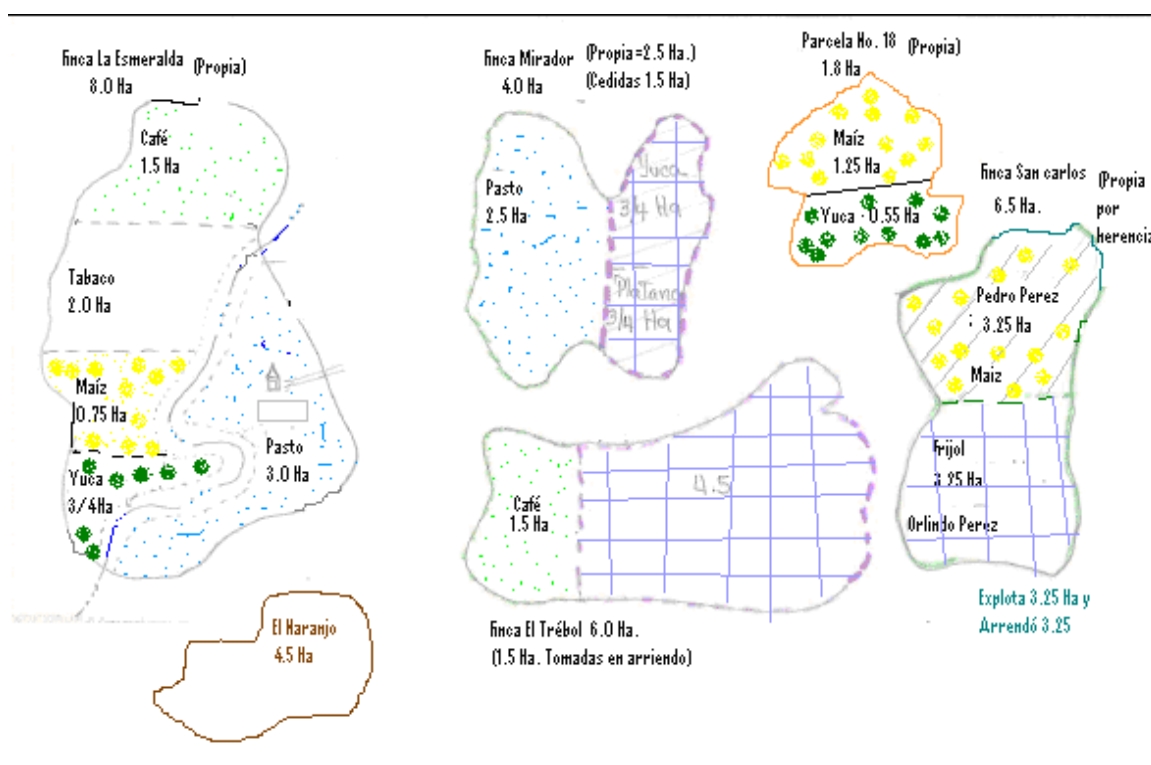 finca La Esmeralda (Propia)
8.0 Ha
Café
1.5 Ha
Tabaco
2.0 Ha
Maíz
0.75 Ha
Yuca
3/4Ha
Pasto
3.0 Ha
El Naranjo
4.5 Ha
finca Mirador (Propia=2.5 Ha.)
4.0 Ha (Cedidas 1.5 Ha)
Pasto
2.5 Ha
Yuca
3/4 Ha
Platano
3/4 Ha
Café
1.5 Ha
4.5
finca El Trébol 6.0 Ha.
(1.5 Ha. Tomadas en arriendo)
Parcela No. 18 (Propia)
1.8 Ha
Maíz
1.25 Ha
Yuca - 0.55 Ha
finca San carlos (Propia
6.5 Ha. por
herencia
Pedro Perez
3.25 Ha
Maiz
Frijol
3.25 Ha
Orlindo Perez
Explota 3.25 Ha y
Arrendó 3.25